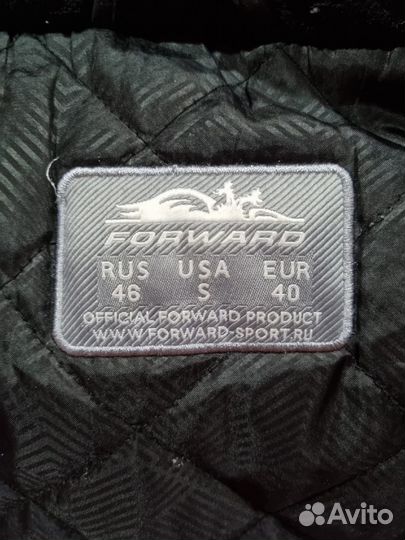 FORWARD
RUS USA EUR
46 S 40
OFFICIAL FORWARD PRODUCT
WWW.FORWARD-SPORT.RU
Avito